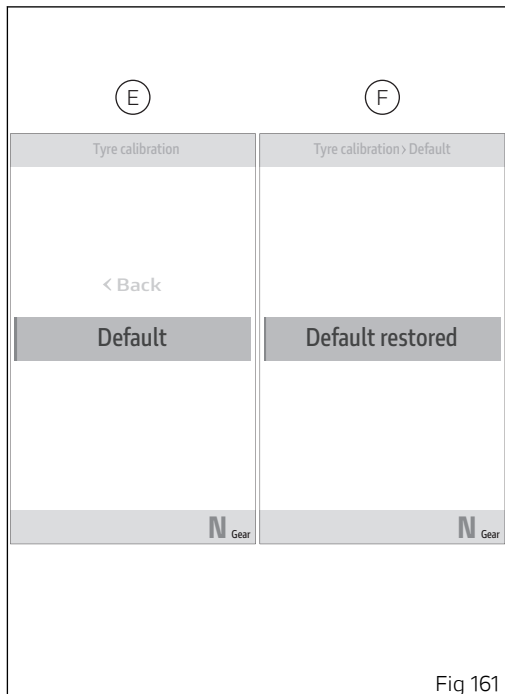 E
F
Tyre calibration
Tyre calibration › Default
< Back
Default
Default restored
N Gear
N Gear
Fig 161